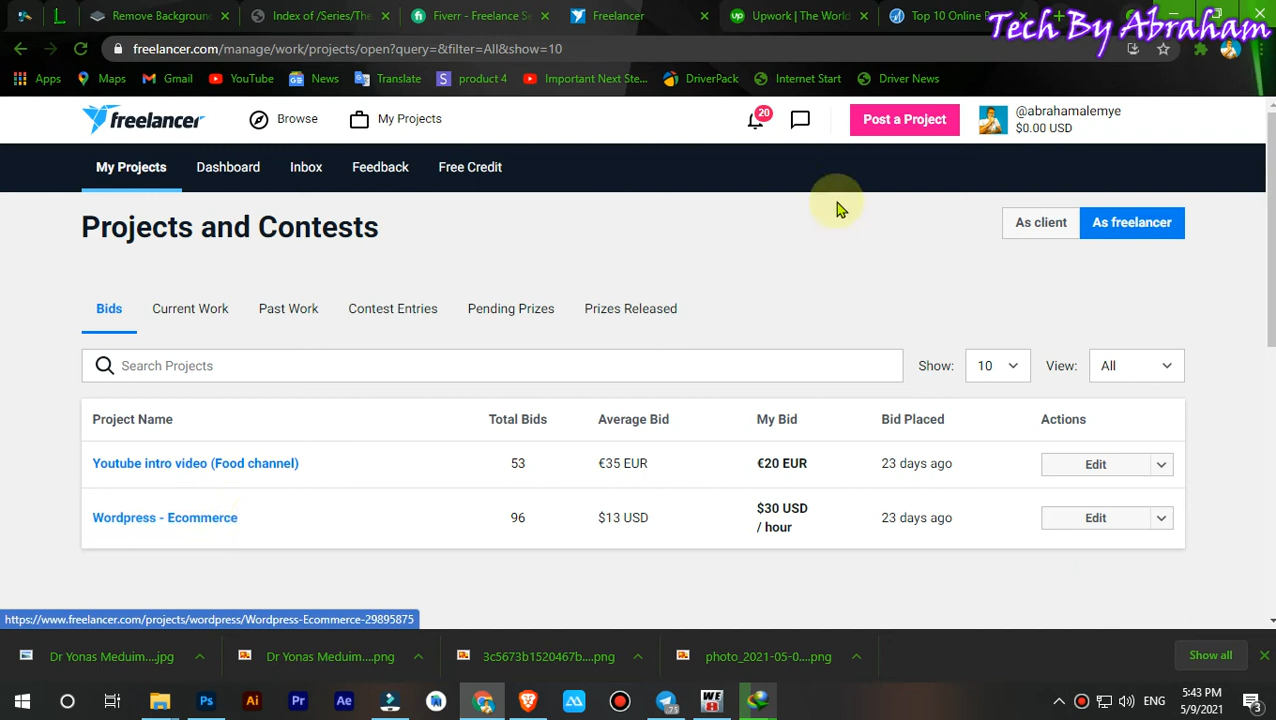 Remove Background
Index of /Series/The
Fiverr - Freelance Se
Freelancer
Upwork | The World
Top 10 Online B
Tech By Abraham
freelancer.com/manage/work/projects/open?query=&filter=All&show=10
Apps
Maps
Gmail
YouTube
News
Translate
product 4
Important Next Ste...
DriverPack
Internet Start
Driver News
freelancer
Browse
My Projects
20
Post a Project
@abrahamalemye
$0.00 USD
My Projects
Dashboard
Inbox
Feedback
Free Credit
Projects and Contests
As client
As freelancer
Bids
Current Work
Past Work
Contest Entries
Pending Prizes
Prizes Released
Search Projects
Show:
10
View:
All
Project Name
Total Bids
Average Bid
My Bid
Bid Placed
Actions
Youtube intro video (Food channel)
53
€35 EUR
€20 EUR
23 days ago
Edit
Wordpress - Ecommerce
96
$13 USD
$30 USD
/ hour
23 days ago
Edit
https://www.freelancer.com/projects/wordpress/Wordpress-Ecommerce-29895875
Dr Yonas Meduim....jpg
Dr Yonas Meduim....png
3c5673b1520467b....png
photo_2021-05-0....png
Show all
Ps
Ai
Pr
Ae
75
WE
ENG
5:43 PM
5/9/2021
3